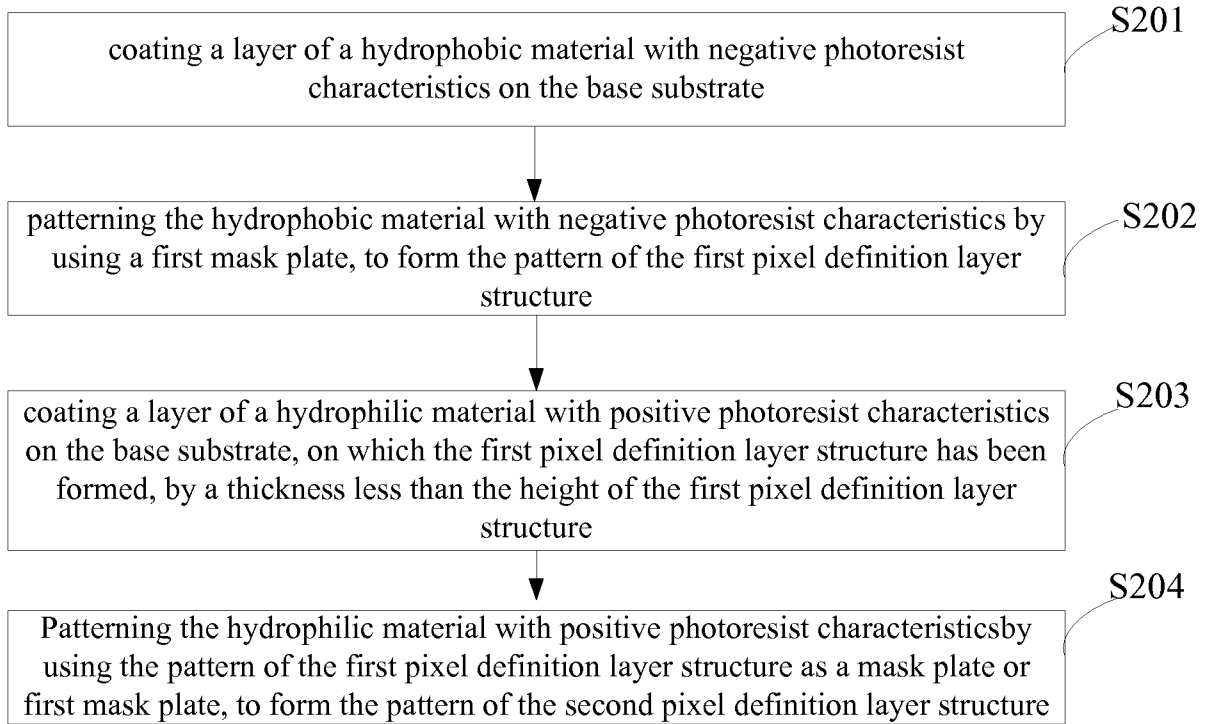 S201
coating a layer of a hydrophobic material with negative photoresist
characteristics on the base substrate
S202
patterning the hydrophobic material with negative photoresist characteristics by
using a first mask plate, to form the pattern of the first pixel definition layer
structure
S203
coating a layer of a hydrophilic material with positive photoresist characteristics
on the base substrate, on which the first pixel definition layer structure has been
formed, by a thickness less than the height of the first pixel definition layer
structure
S204
Patterning the hydrophilic material with positive photoresist characteristicsby
using the pattern of the first pixel definition layer structure as a mask plate or
first mask plate, to form the pattern of the second pixel definition layer structure